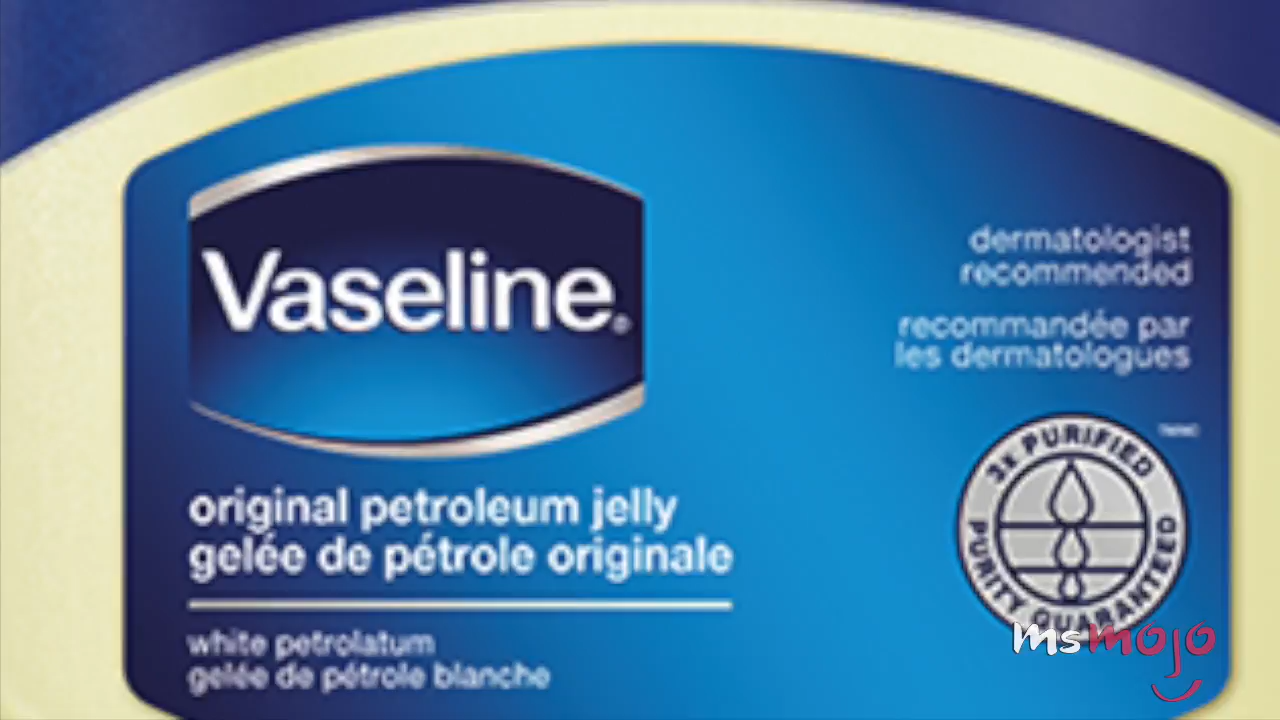 Vaseline®
original petroleum jelly
gelée de pétrole originale
white petrolatum
gelée de pétrole blanche
dermatologist
recommended
recommandée par
les dermatologues
3x PURIFIED
PURITY GUARANTEED
msmojo